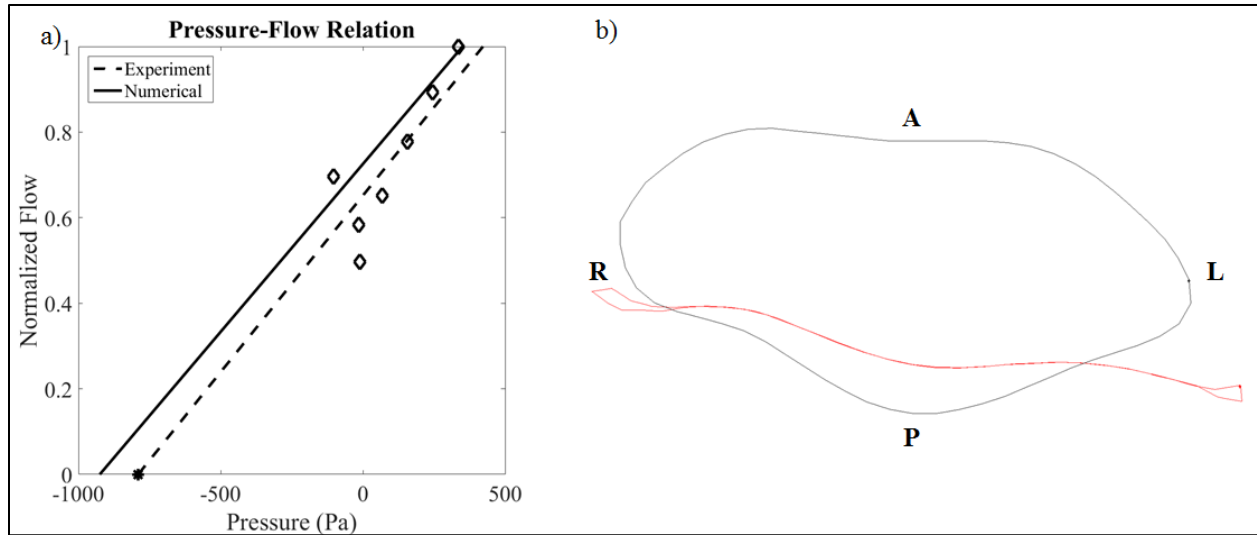 a)
Pressure-Flow Relation
Experiment
Numerical
Normalized Flow
1
0.8
0.6
0.4
0.2
0
-1000
-500
0
500
Pressure (Pa)
b)
A
R
L
P